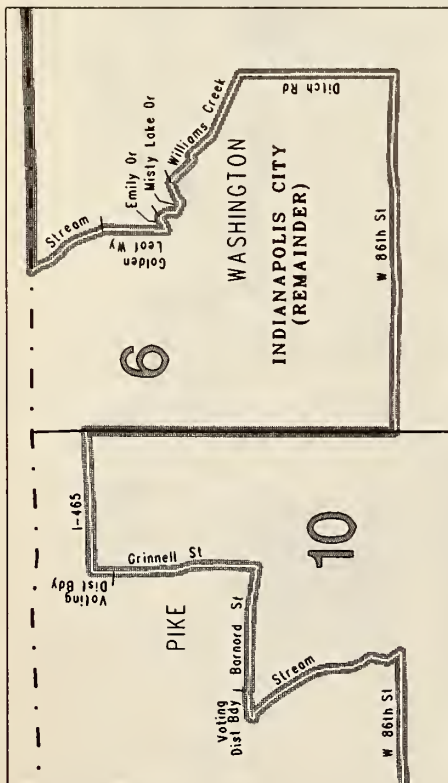 Stream
Golden
Leaf Wy
Emily Dr
Misty Lake Dr
Williams Creek
Ditch Rd
6
WASHINGTON
INDIANAPOLIS CITY
(REMAINDER)
W 86th St
I-465
Voting
Dist Bdy
Grinnell St
PIKE
10
Voting
Dist Bdy
Barnard St
Stream
W 86th St